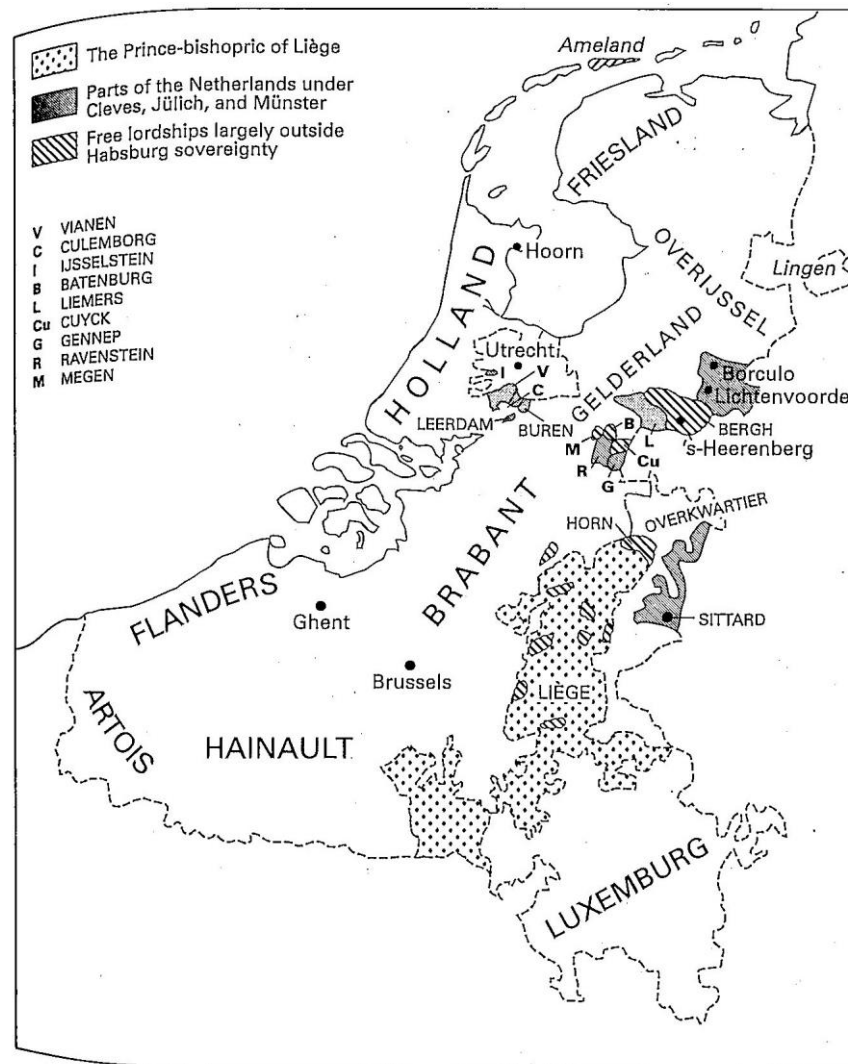 The Prince-bishopric of Liège
Parts of the Netherlands under
Cleves, Jülich, and Münster
Free lordships largely outside
Habsburg sovereignty
V VIANEN
C CULEMBORG
I IJSSELSTEIN
B BATENBURG
L LIEMERS
Cu CUYCK
G GENNEP
R RAVENSTEIN
M MEGEN
Ameland
FRIESLAND
Hoorn
HOLLAND
OVERIJSSEL
Lingen
Utrecht
GELDERLAND
I
V
C
Borculo
Lichtenvoorde
LEERDAM
BUREN
BERGH
B
M
L
's-Heerenberg
R
Cu
G
BRABANT
HORN
OVERKWARTIER
FLANDERS
Ghent
SITTARD
Brussels
LIÈGE
ARTOIS
HAINAULT
LUXEMBURG